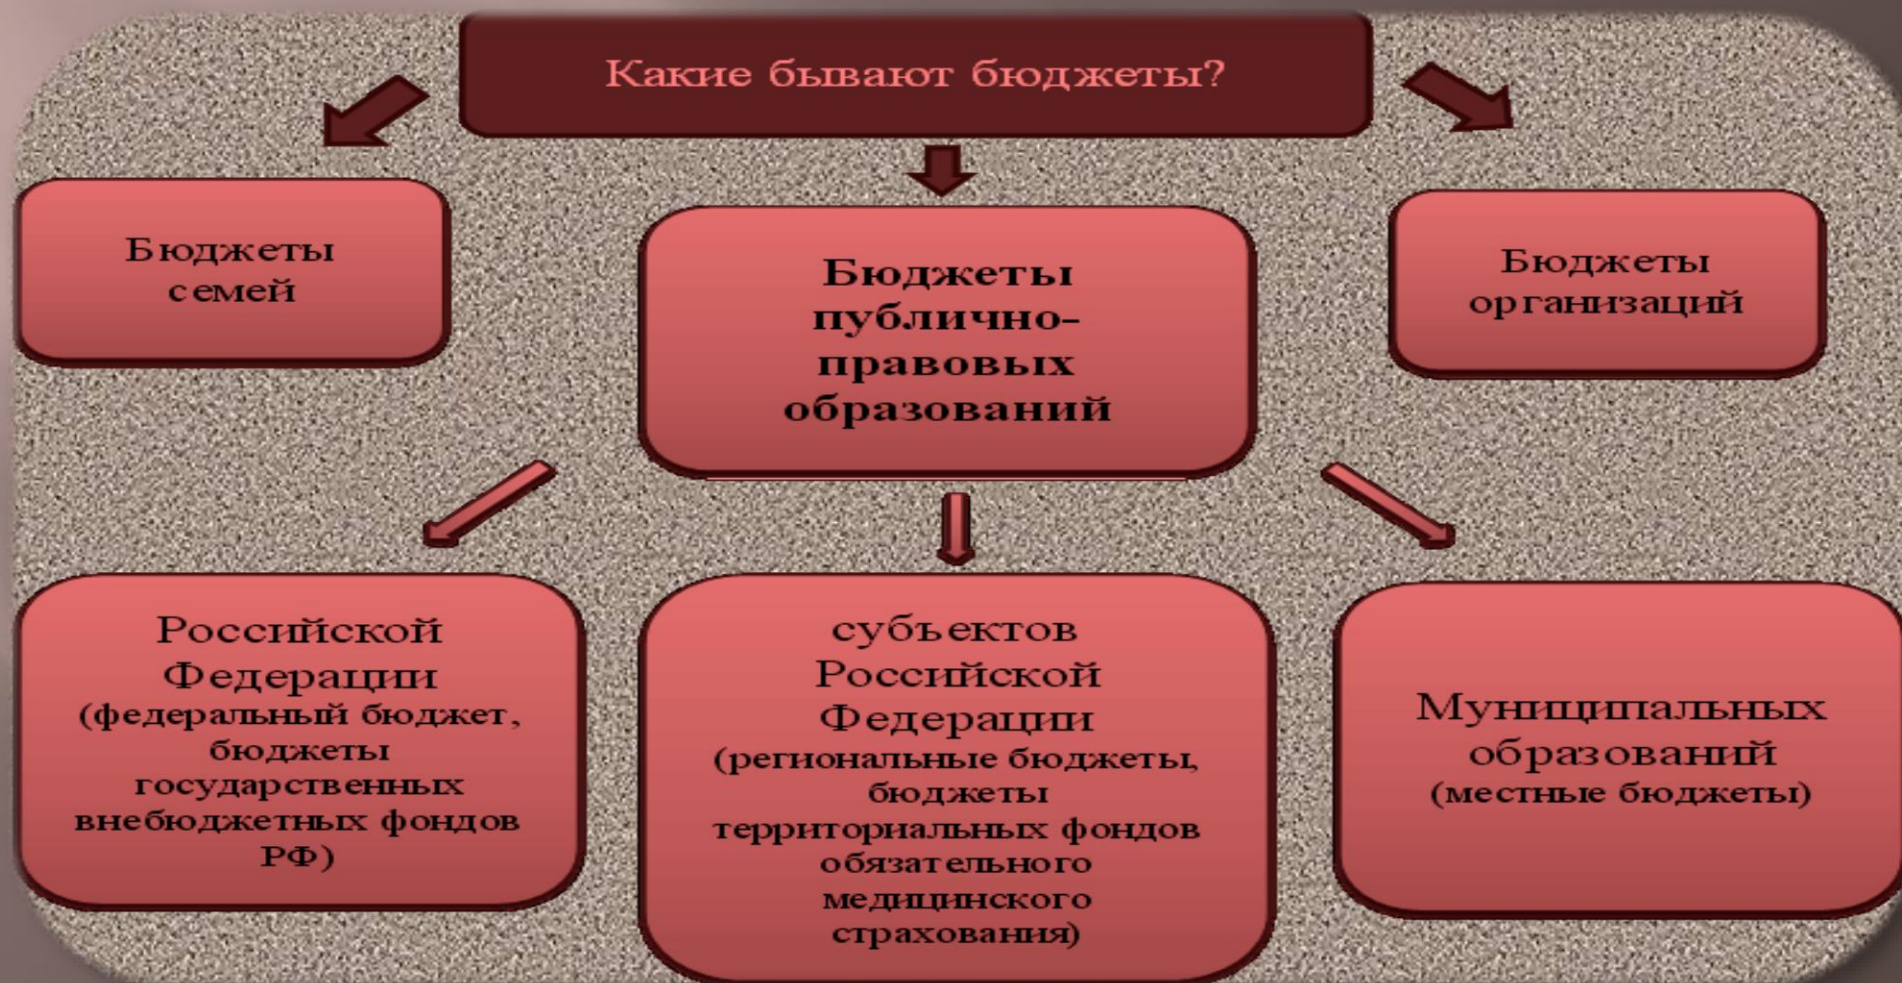 Какие бывают бюджеты?
Бюджеты
семей
Бюджеты
публично-
правовых
образований
Бюджеты
организаций
Российской
Федерации
(федеральный бюджет,
бюджеты
государственных
внебюджетных фондов
РФ)
субъектов
Российской
Федерации
(региональные бюджеты,
бюджеты
территориальных фондов
обязательного
медицинского
страхования)
Муниципальных
образований
(местные бюджеты)